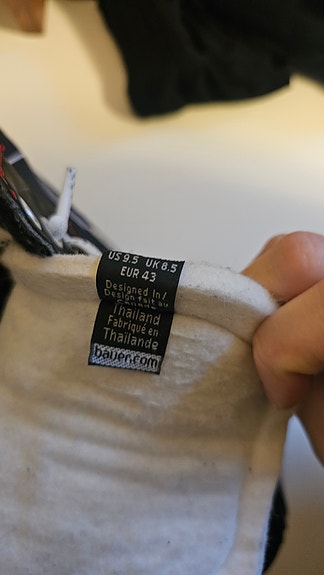 US 9.5 UK 8.5
EUR 43
Designed In/
Design fait au
Thailand
Fabriqué en
Thaïlande
bauer.com